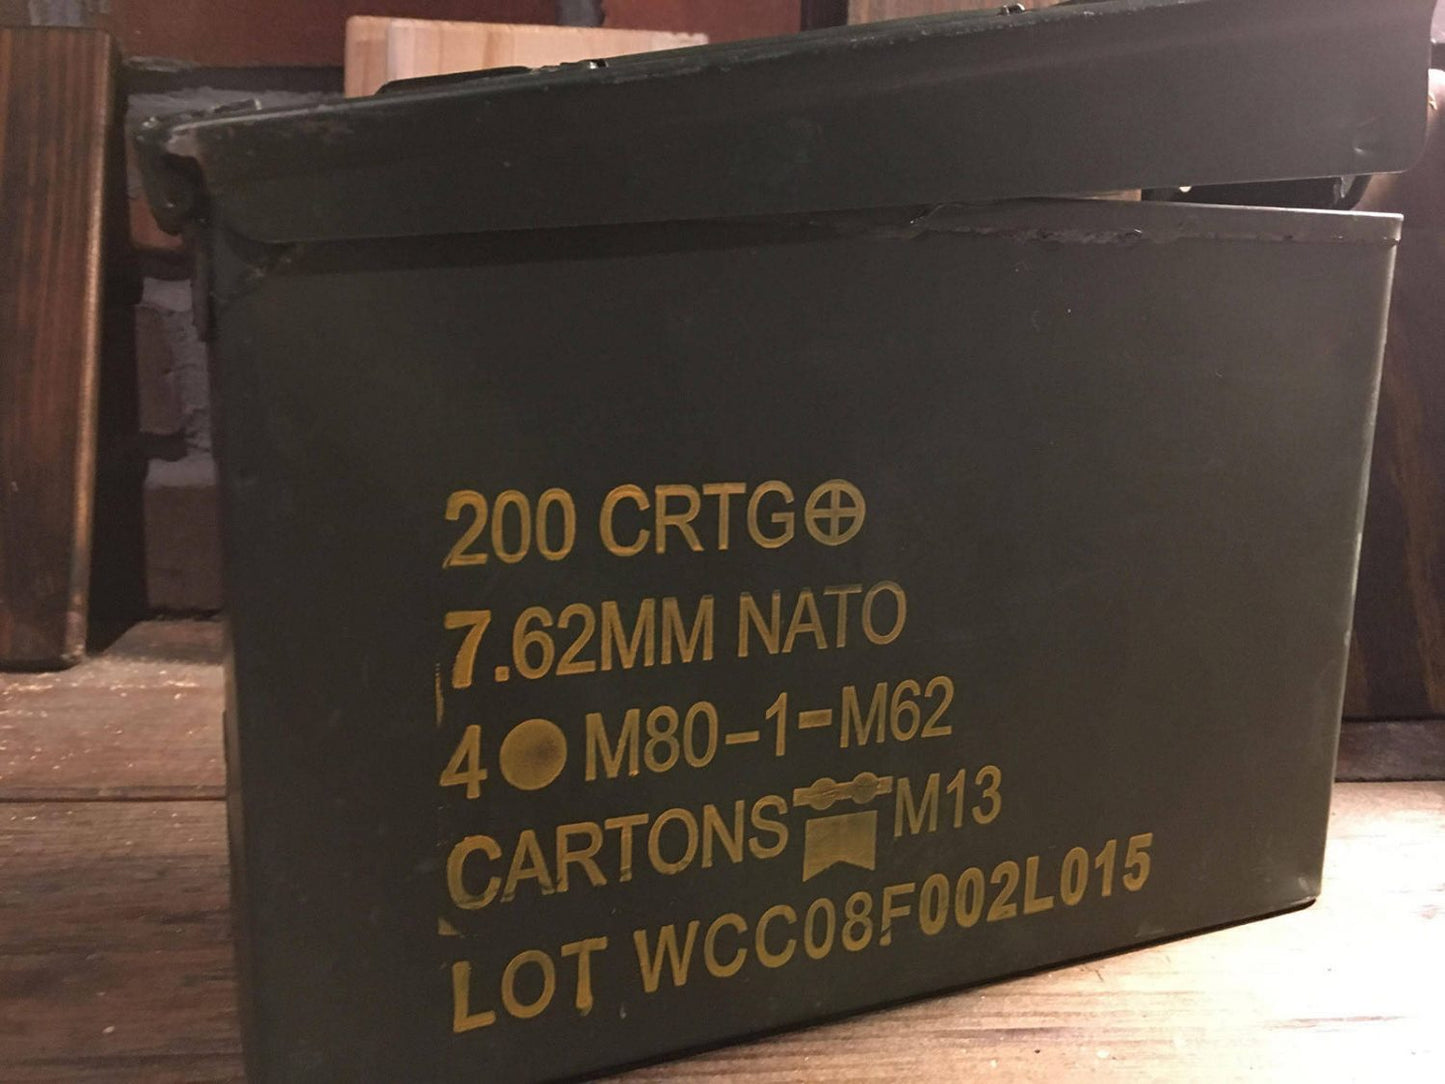 200 CRTG⊕
7.62MM NATO
4●M80–1–M62
CARTONS M13
LOT WCC08F002L015